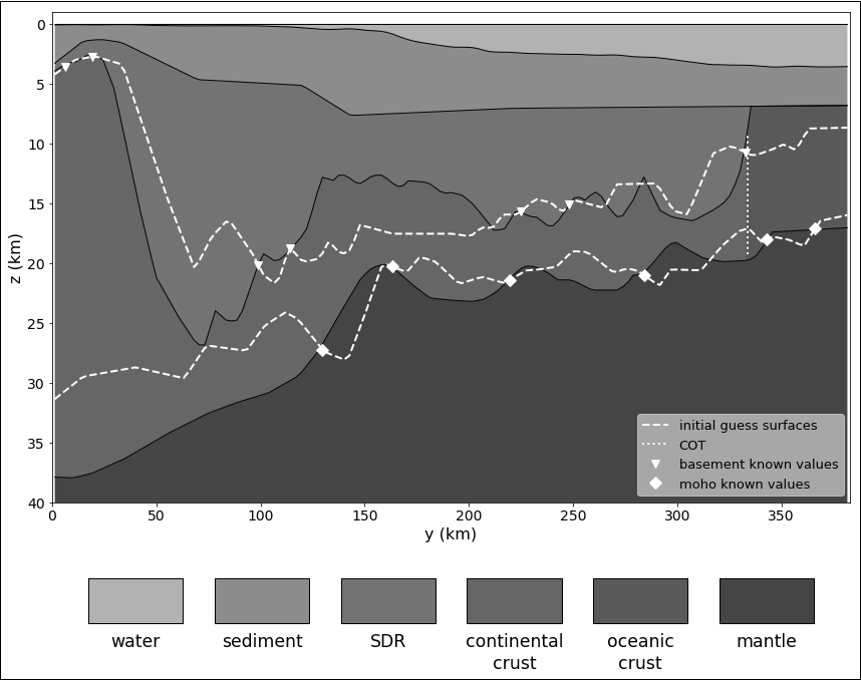 0
5
10
15
20
25
30
35
40
z (km)
0 50 100 150 200 250 300 350
y (km)
initial guess surfaces
COT
basement known values
moho known values
water sediment SDR continental crust oceanic crust mantle